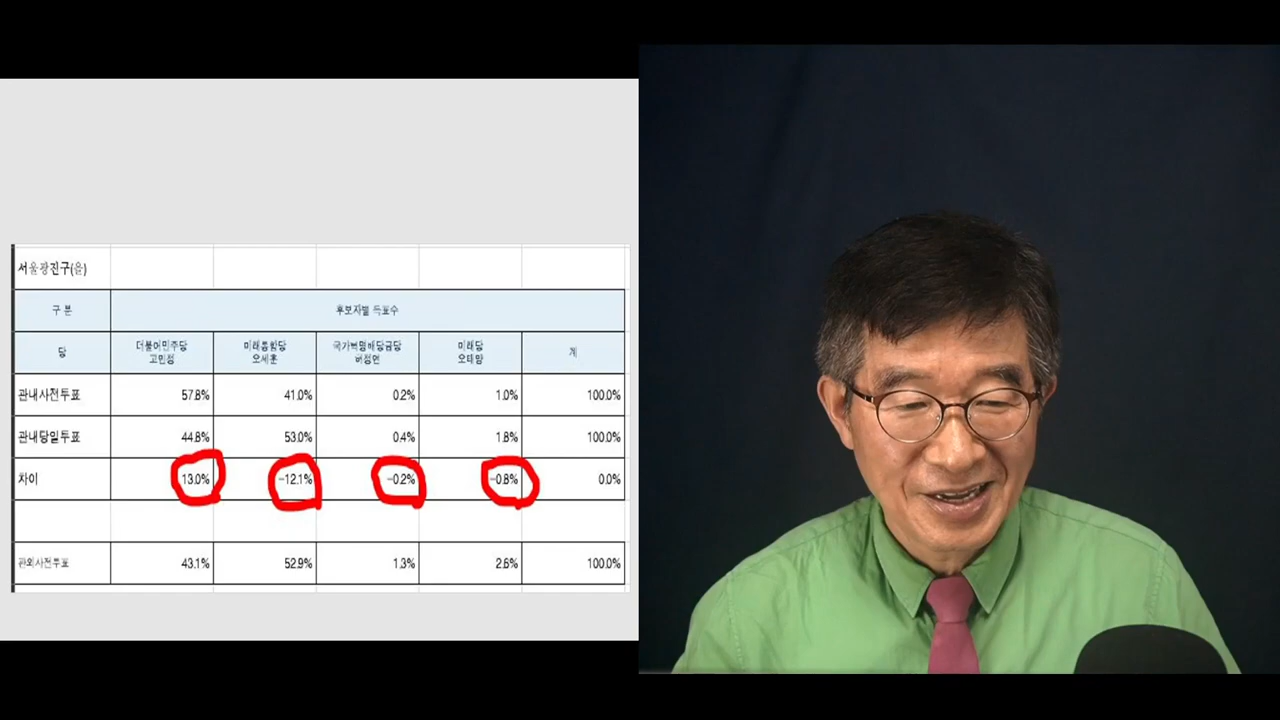 서울광진구(을)
구 분 후보자별 득표수
당 더불어민주당 고민정 미래통합당 오세훈 국가혁명배당금당 허정연 미래당 오태양 계
관내사전투표 57.8% 41.0% 0.2% 1.0% 100.0%
관내당일투표 44.8% 53.0% 0.4% 1.8% 100.0%
차이 13.0% -12.1% -0.2% -0.8% 0.0%
관외사전투표 43.1% 52.9% 1.3% 2.6% 100.0%